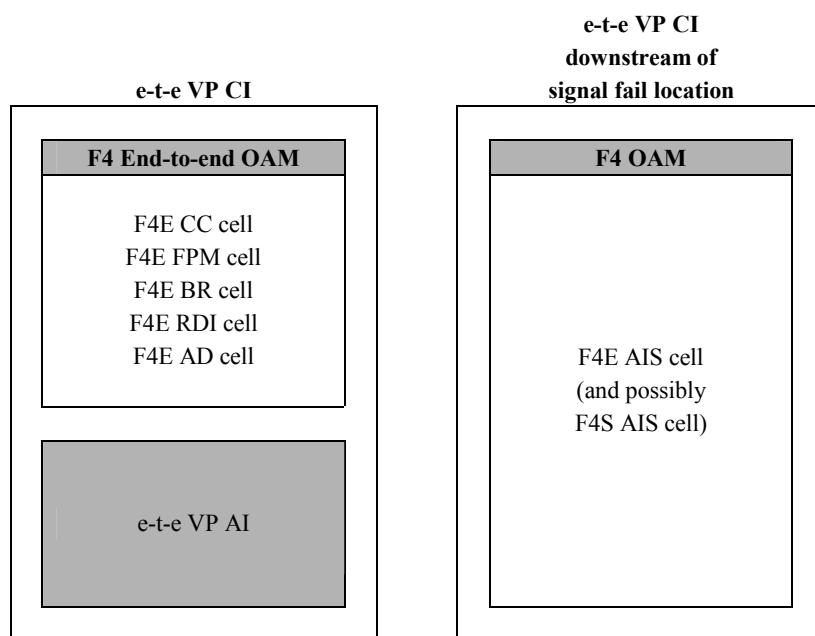 e-t-e VP CI
F4 End-to-end OAM
F4E CC cell
F4E FPM cell
F4E BR cell
F4E RDI cell
F4E AD cell
e-t-e VP AI
e-t-e VP CI
downstream of
signal fail location
F4 OAM
F4E AIS cell
(and possibly
F4S AIS cell)